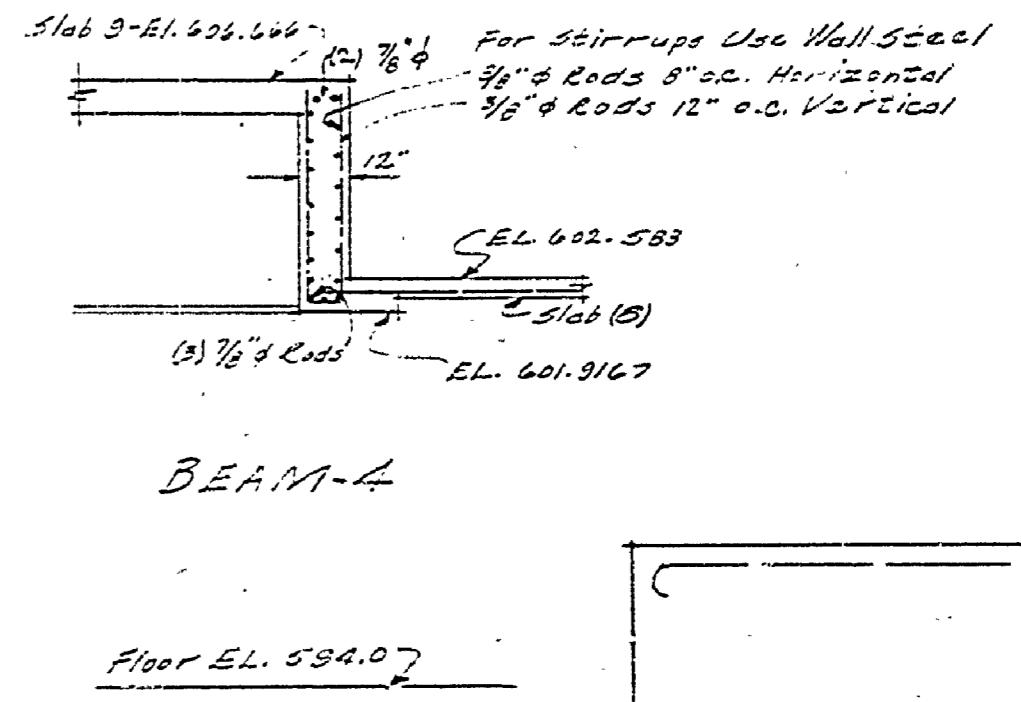 Slab 9-El. 606.666
(2) 7/8" ϕ
For Stirrups Use Wall Steel
3/8" ϕ Rods 8" o.c. Horizontal
3/8" ϕ Rods 12" o.c. Vertical
12"
EL. 602.583
Slab (5)
(3) 7/8" ϕ Rods
EL. 601.9167
BEAM-4
Floor EL. 594.0